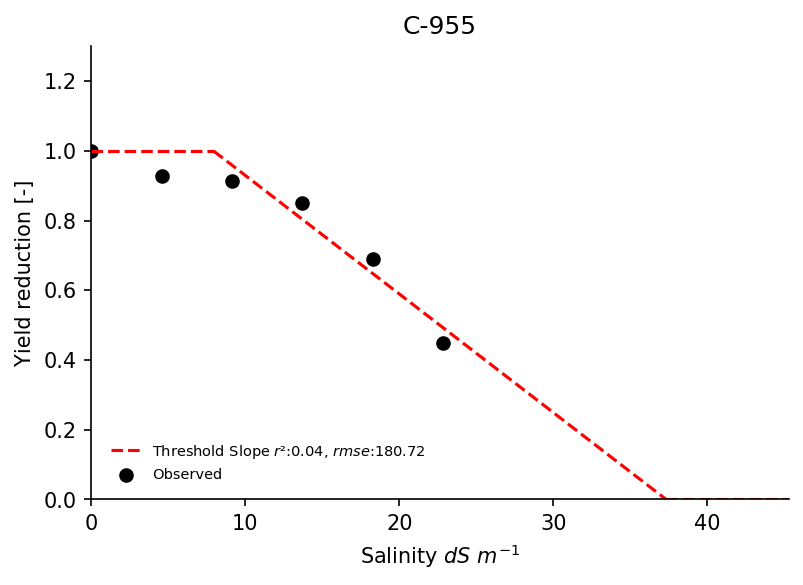 C-955
Yield reduction [-]
1.2
1.0
0.8
0.6
0.4
0.2
0.0
Threshold Slope r²:0.04, rmse:180.72
Observed
0 10 20 30 40
Salinity dS m⁻¹